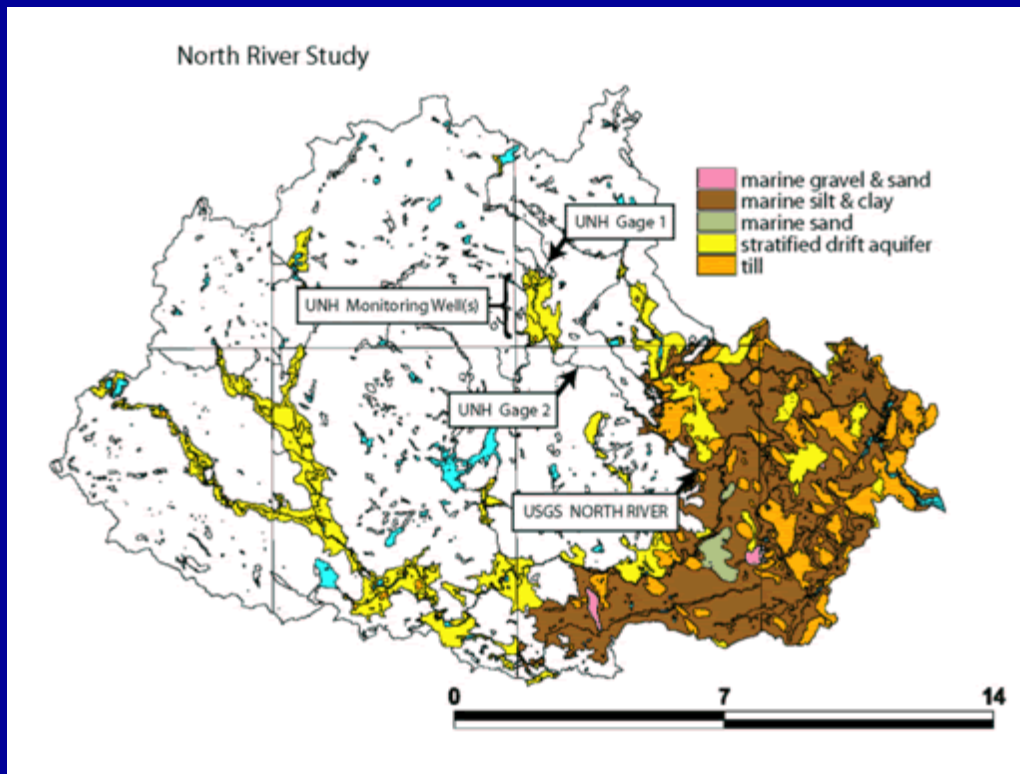 North River Study
marine gravel & sand
marine silt & clay
marine sand
stratified drift aquifer
till
UNH Gage 1
UNH Monitoring Well(s)
UNH Gage 2
USGS NORTH RIVER
0 7 14